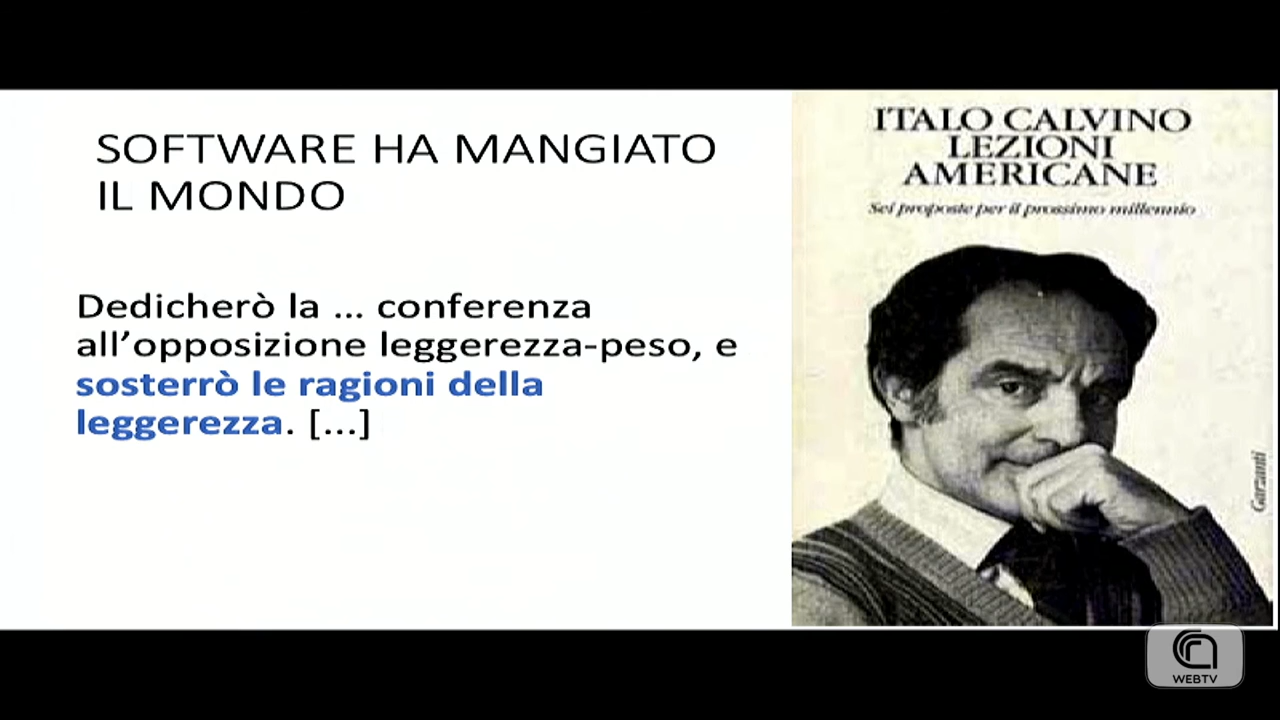 SOFTWARE HA MANGIATO
IL MONDO
Dedicherò la ... conferenza
all’opposizione leggerezza-peso, e
sosterrò le ragioni della
leggerezza. [...]
ITALO CALVINO
LEZIONI
AMERICANE
Sei proposte per il prossimo millennio
Garzanti
WEBTV